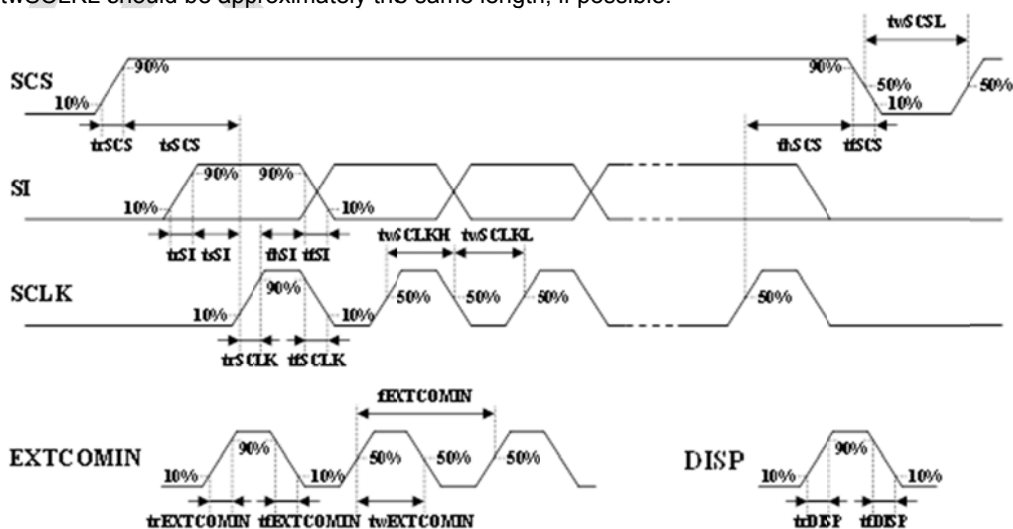 twSCLKL should be approximately the same length, if possible.
twSCSL
SCS
90%
90%
50%
50%
10%
10%
trSCS tsSCS
thSCS tfSCS
SI
90% 90%
10%
10%
trSI tsSI thSI tfSI
twSCLKH twSCLKL
SCLK
90%
50% 50% 50%
50%
10%
10%
trSCLK tfSCLK
fEXTCOMIN
EXTCOMIN
90%
50% 50% 50%
10%
10%
trEXTCOMIN tfEXTCOMIN twEXTCOMIN
DISP
90%
10%
10%
trDISP tfDISP